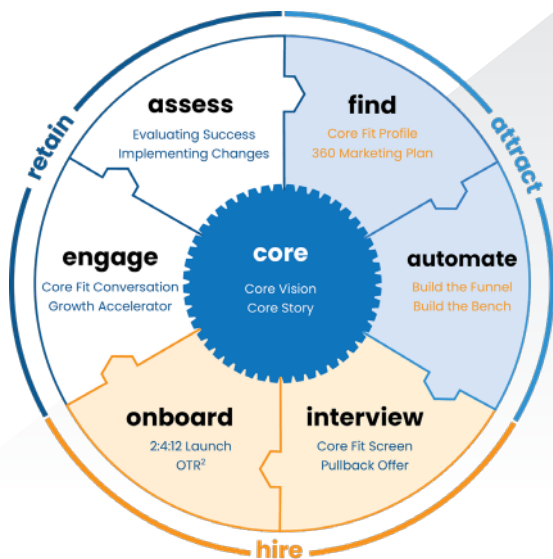 attract
find
Core Fit Profile
360 Marketing Plan
automate
Build the Funnel
Build the Bench
hire
interview
Core Fit Screen
Pullback Offer
onboard
2:4:12 Launch
OTR²
retain
engage
Core Fit Conversation
Growth Accelerator
assess
Evaluating Success
Implementing Changes
core
Core Vision
Core Story